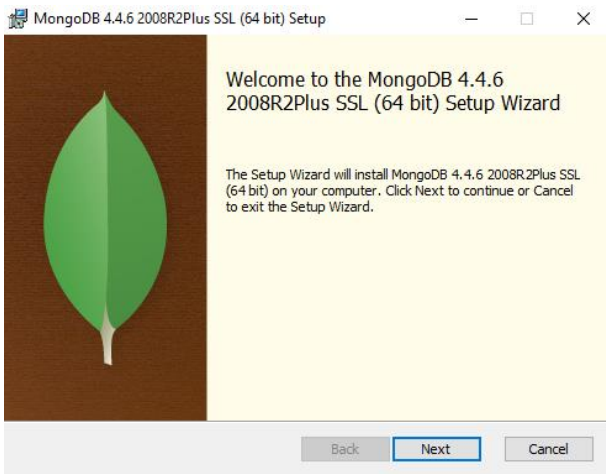 MongoDB 4.4.6 2008R2Plus SSL (64 bit) Setup
Welcome to the MongoDB 4.4.6
2008R2Plus SSL (64 bit) Setup Wizard
The Setup Wizard will install MongoDB 4.4.6 2008R2Plus SSL
(64 bit) on your computer. Click Next to continue or Cancel
to exit the Setup Wizard.
Back Next Cancel